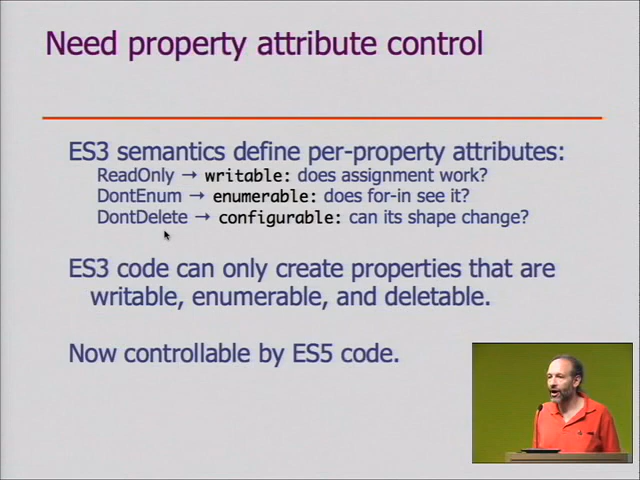 Need property attribute control
ES3 semantics define per-property attributes:
ReadOnly → writable: does assignment work?
DontEnum → enumerable: does for-in see it?
DontDelete → configurable: can its shape change?
ES3 code can only create properties that are
writable, enumerable, and deletable.
Now controllable by ES5 code.